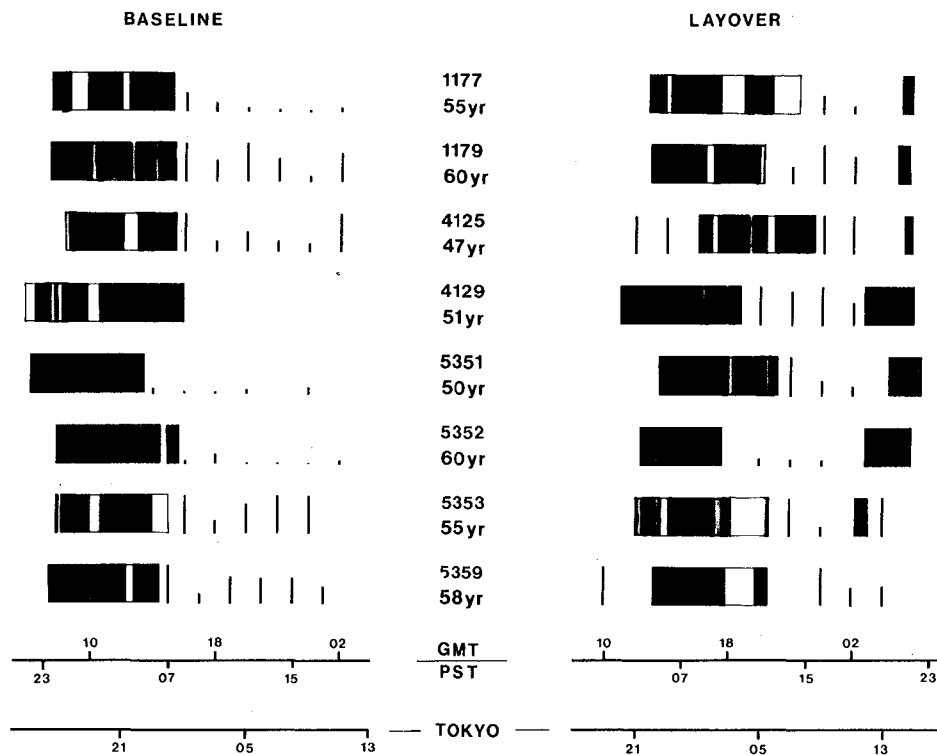 BASELINE
LAYOVER
1177
55yr
1179
60yr
4125
47yr
4129
51yr
5351
50yr
5352
60yr
5353
55yr
5359
58yr
10 18 02 GMT 10 18 02
23 07 15 PST 07 15 23
TOKYO
21 05 13 21 05 13